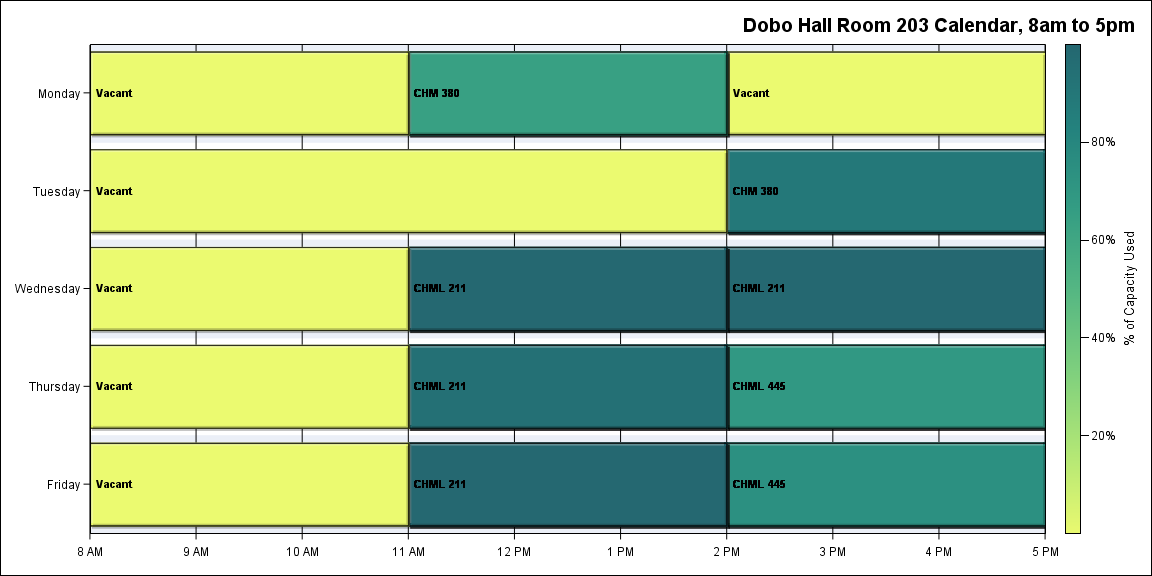 Dobo Hall Room 203 Calendar, 8am to 5pm
Monday
Vacant
CHM 380
Vacant
Tuesday
Vacant
CHM 380
Wednesday
Vacant
CHML 211
CHML 211
Thursday
Vacant
CHML 211
CHML 445
Friday
Vacant
CHML 211
CHML 445
8 AM
9 AM
10 AM
11 AM
12 PM
1 PM
2 PM
3 PM
4 PM
5 PM
80%
60%
40%
20%
% of Capacity Used